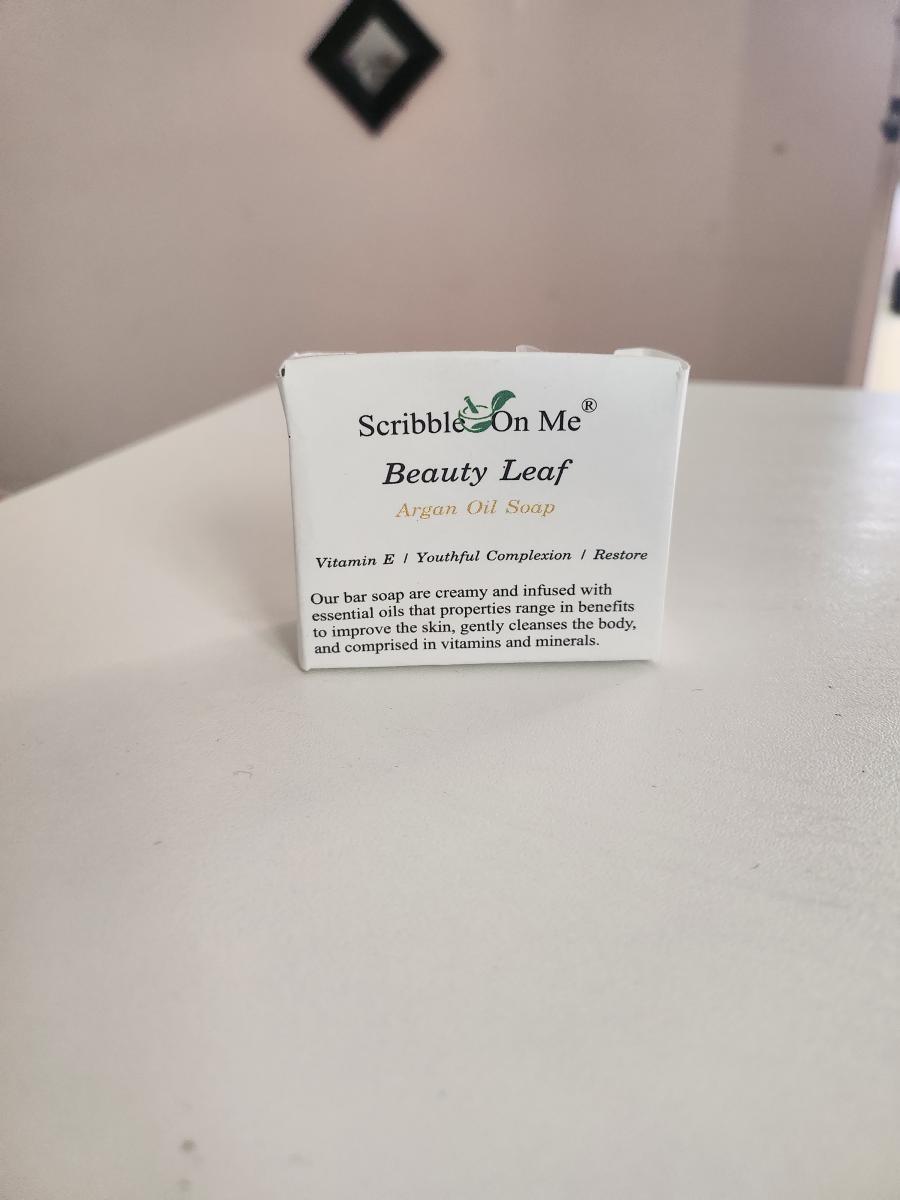 Scribble On Me®
Beauty Leaf
Argan Oil Soap
Vitamin E / Youthful Complexion / Restore
Our bar soap are creamy and infused with
essential oils that properties range in benefits
to improve the skin, gently cleanses the body,
and comprised in vitamins and minerals.